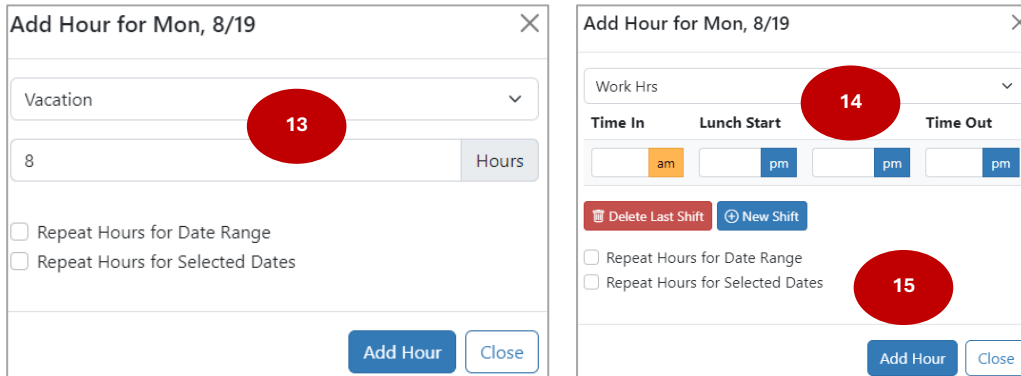 Add Hour for Mon, 8/19
Vacation
13
8 Hours
Repeat Hours for Date Range
Repeat Hours for Selected Dates
Add Hour Close
Add Hour for Mon, 8/19
Work Hrs
14
Time In Lunch Start Time Out
am pm pm pm
Delete Last Shift New Shift
Repeat Hours for Date Range
Repeat Hours for Selected Dates
15
Add Hour Close